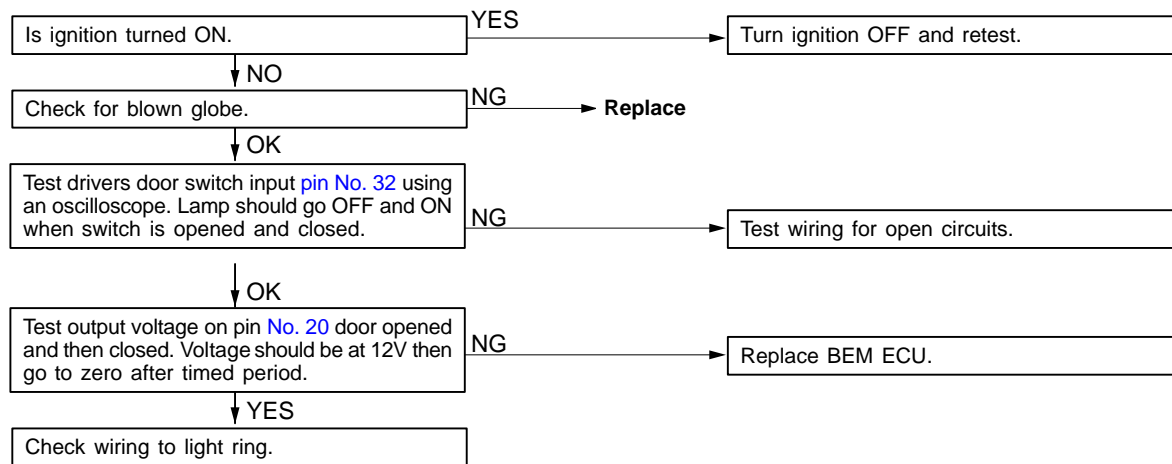 Is ignition turned ON.
YES
Turn ignition OFF and retest.
NO
Check for blown globe.
NG
Replace
OK
Test drivers door switch input pin No. 32 using
an oscilloscope. Lamp should go OFF and ON
when switch is opened and closed.
NG
Test wiring for open circuits.
OK
Test output voltage on pin No. 20 door opened
and then closed. Voltage should be at 12V then
go to zero after timed period.
NG
Replace BEM ECU.
YES
Check wiring to light ring.